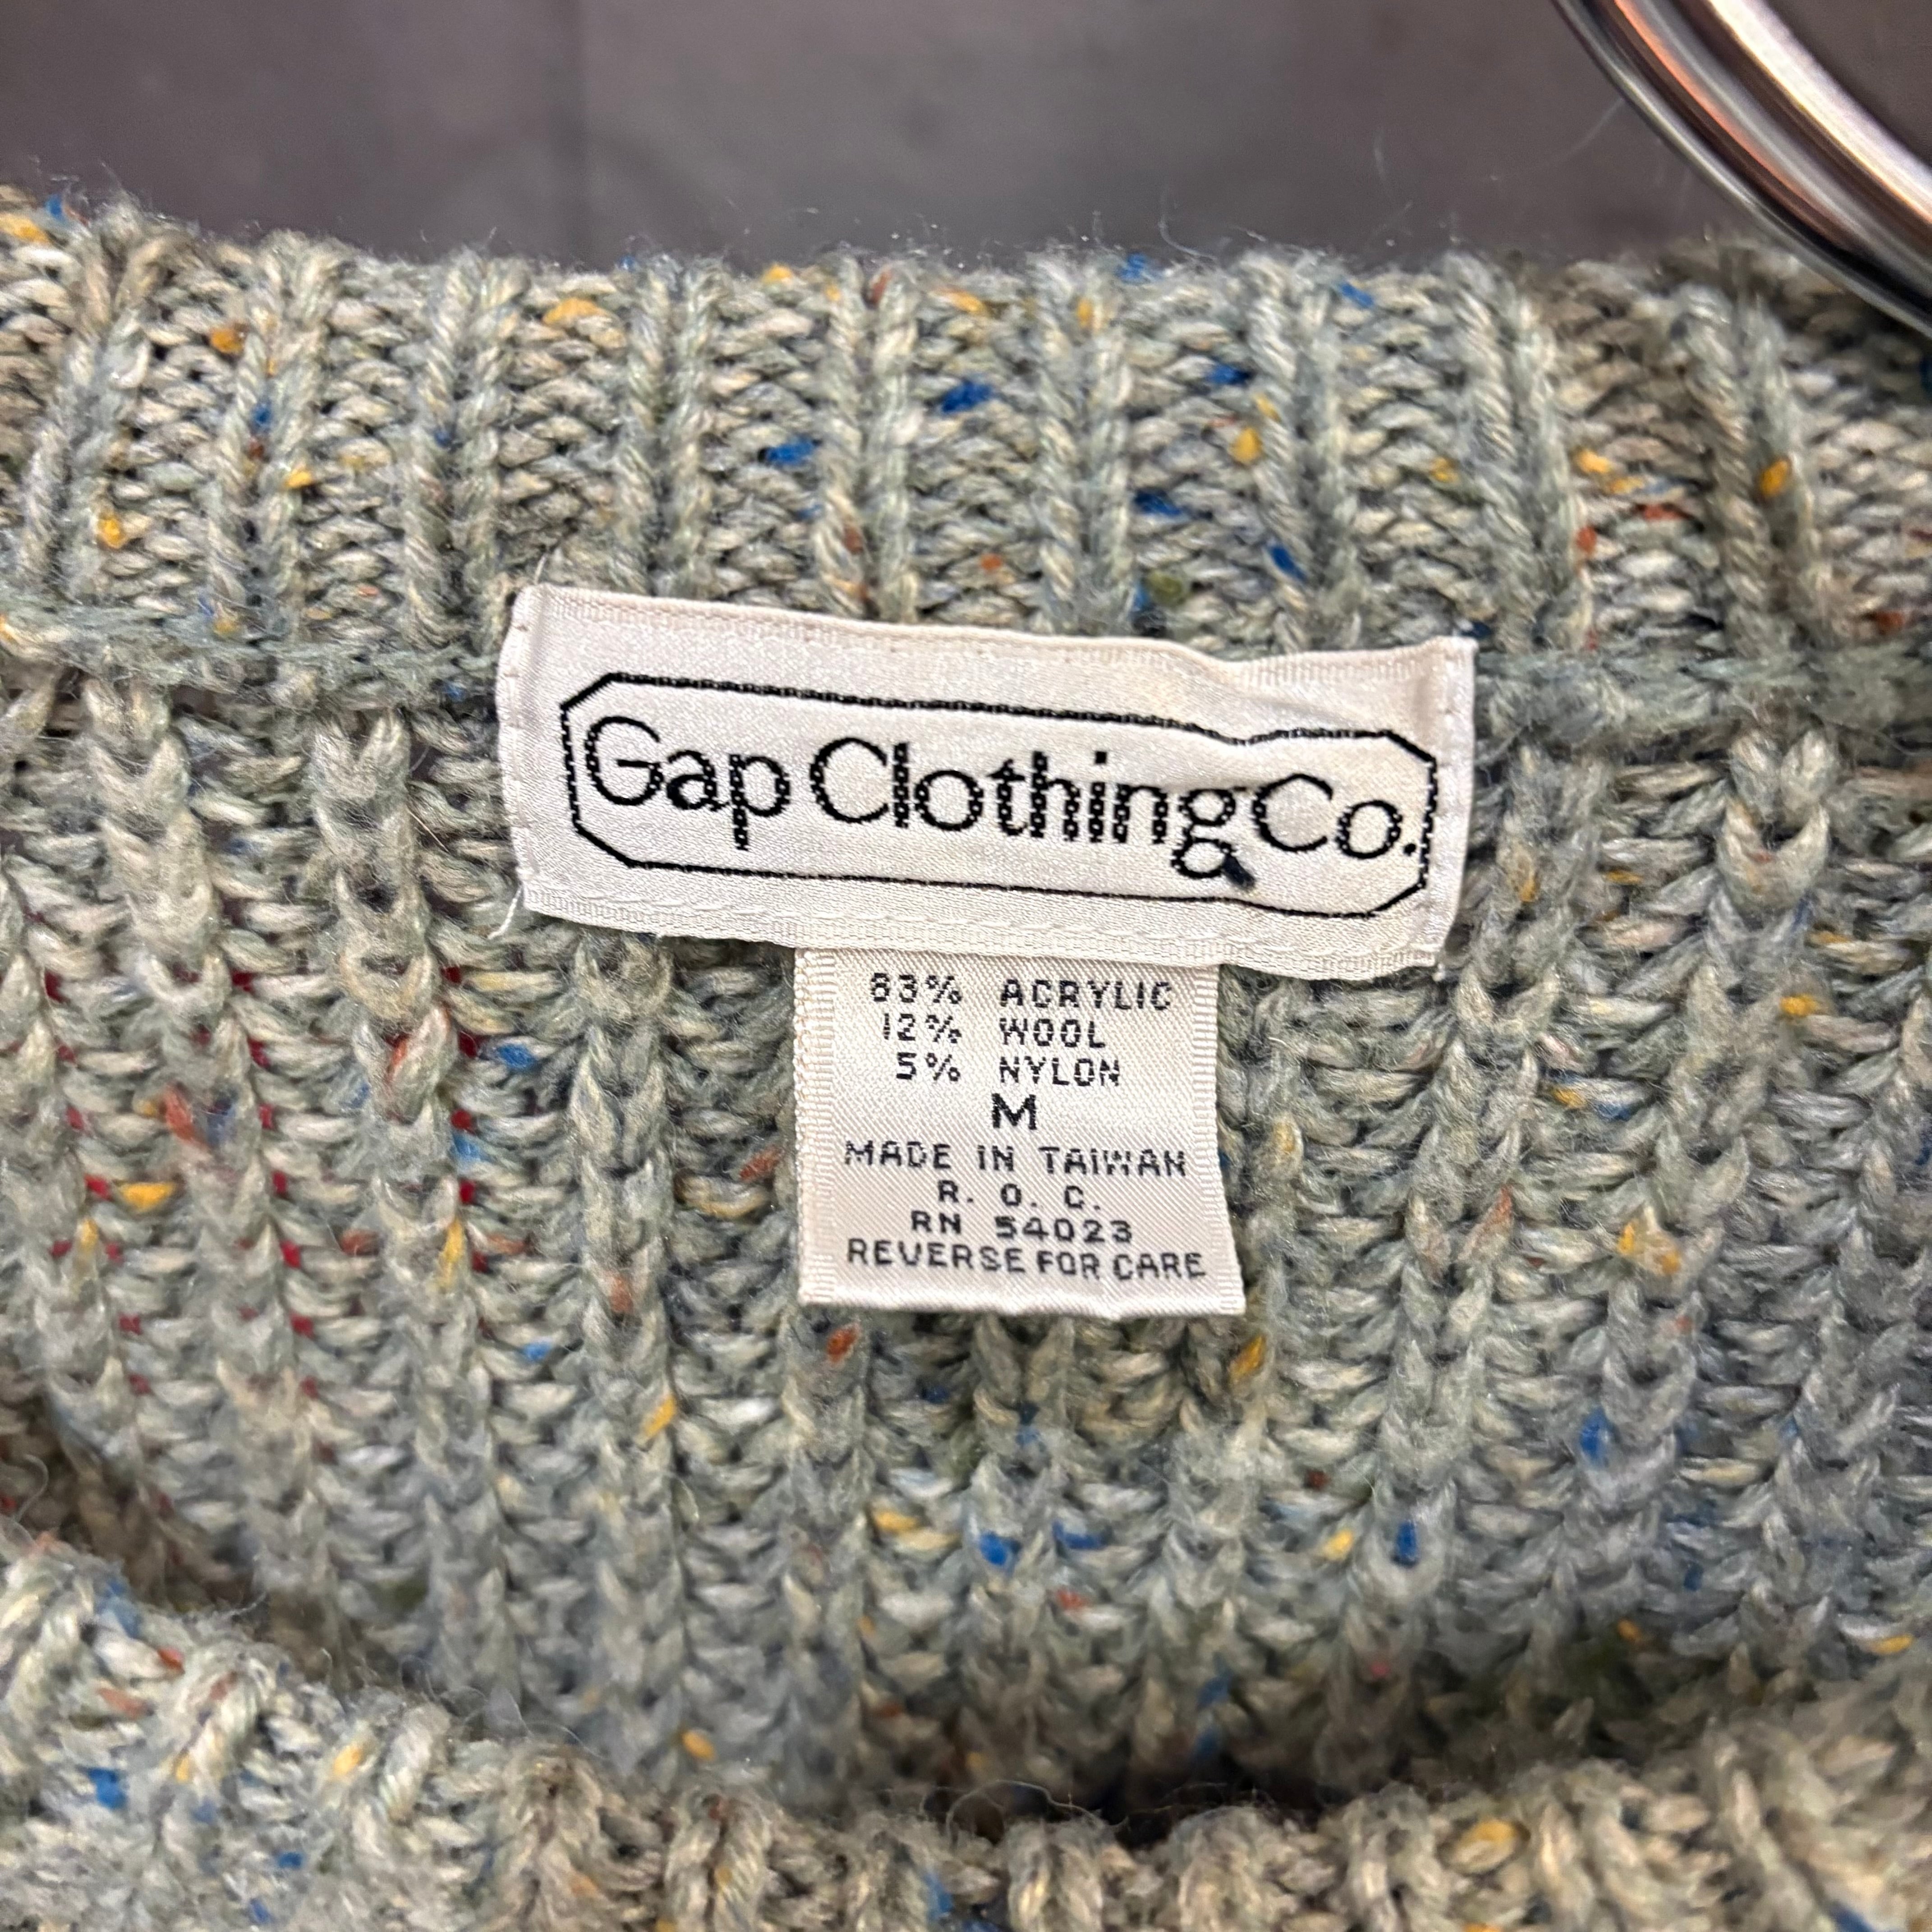 Gap Clothing Co.
83% ACRYLIC
12% WOOL
5% NYLON
M
MADE IN TAIWAN
R. O. C.
RN 54023
REVERSE FOR CARE